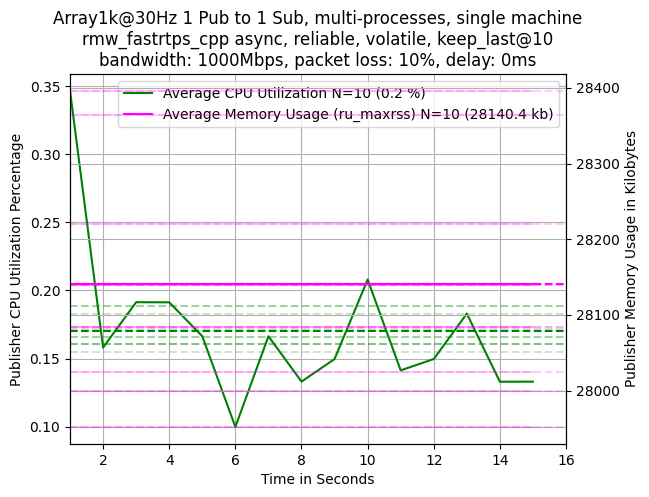 Array1k@30Hz 1 Pub to 1 Sub, multi-processes, single machine
rmw_fastrtps_cpp async, reliable, volatile, keep_last@10
bandwidth: 1000Mbps, packet loss: 10%, delay: 0ms
Average CPU Utilization N=10 (0.2 %)
Average Memory Usage (ru_maxrss) N=10 (28140.4 kb)
Publisher CPU Utilization Percentage
0.35
0.30
0.25
0.20
0.15
0.10
28400
28300
28200
28100
28000
Publisher Memory Usage in Kilobytes
2 4 6 8 10 12 14 16
Time in Seconds